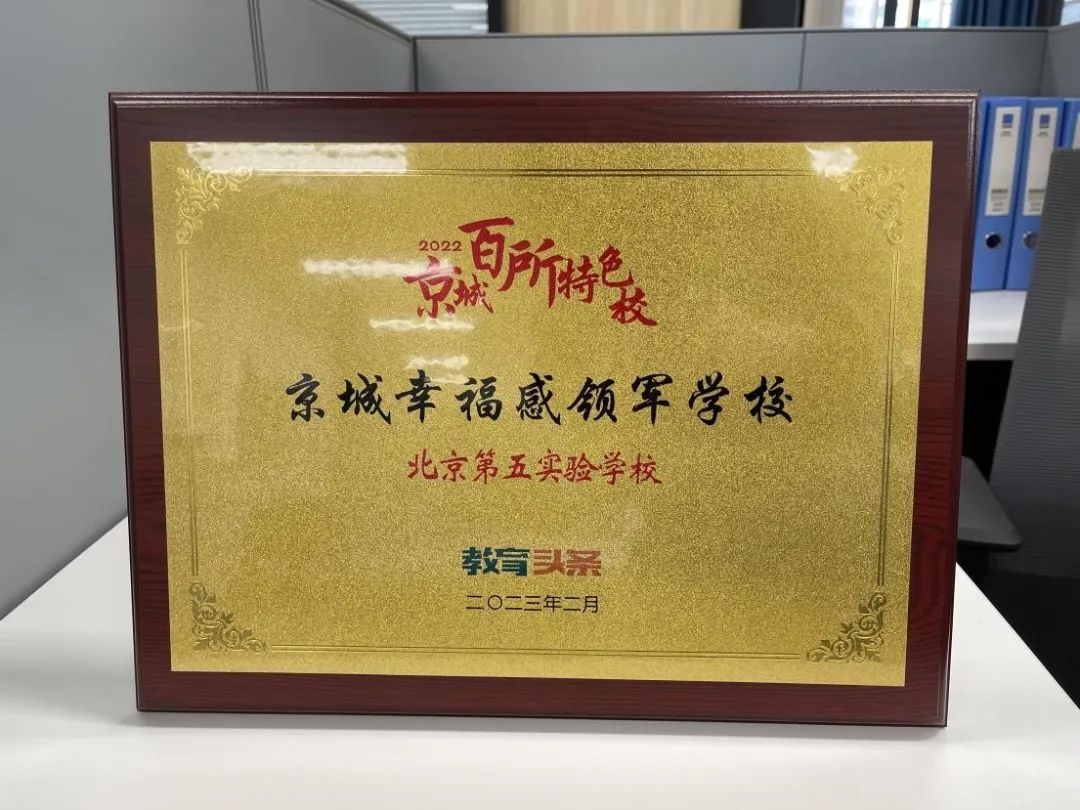 2022
京城百所特色校
京城幸福感领军学校
北京第五实验学校
教育头条
二〇二三年二月